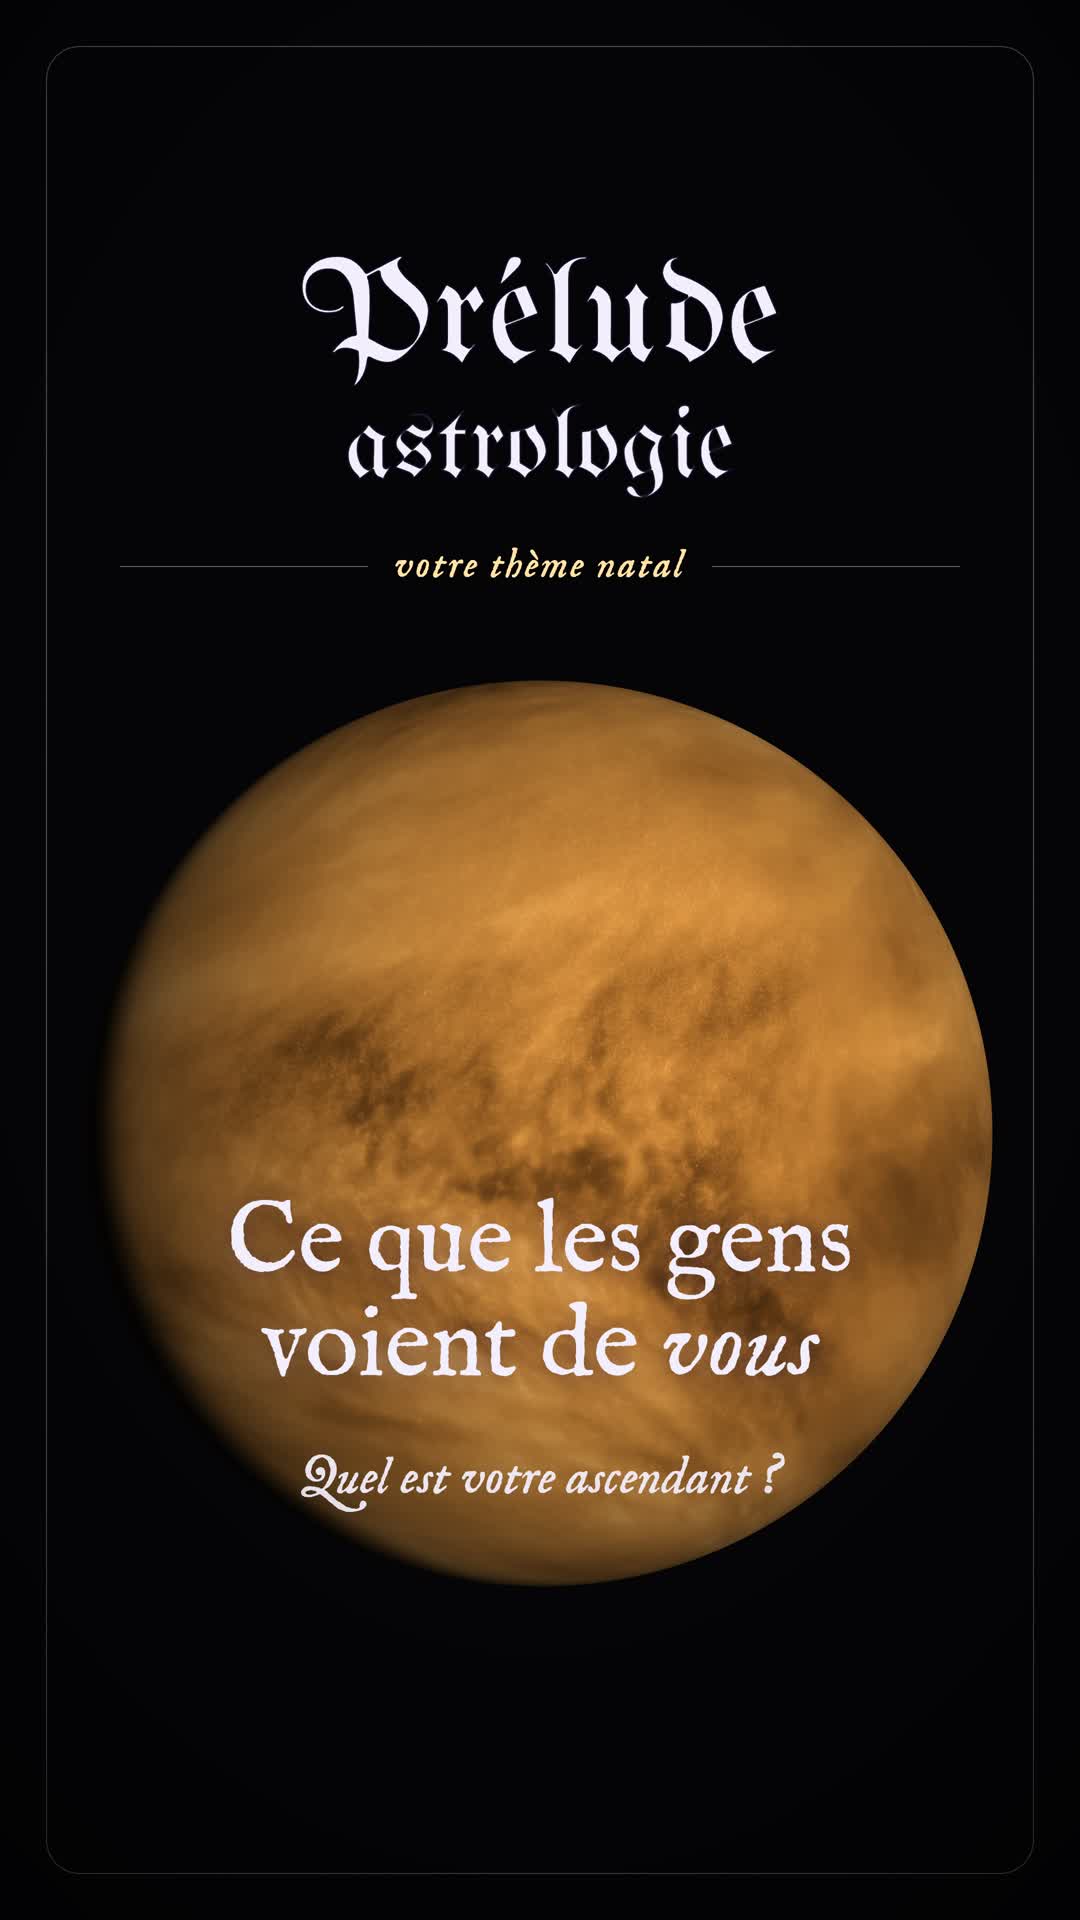 Prélude
astrologie
votre thème natal
Ce que les gens
voient de vous
Quel est votre ascendant ?